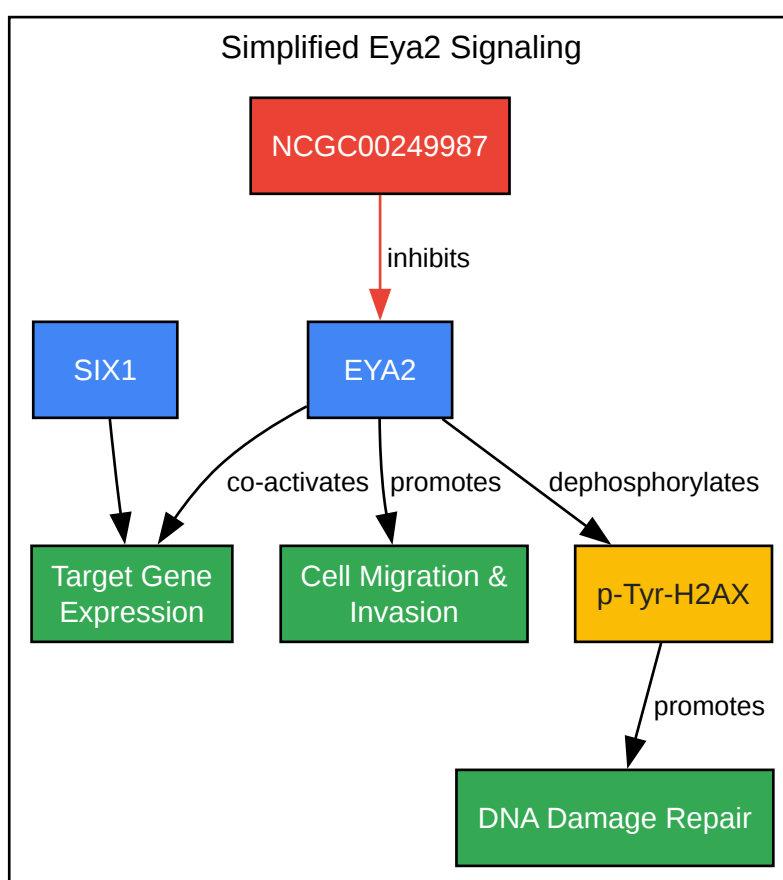 Simplified Eya2 Signaling
NCGC00249987
inhibits
SIX1
EYA2
co-activates
promotes
dephosphorylates
Target Gene
Expression
Cell Migration &
Invasion
p-Tyr-H2AX
promotes
DNA Damage Repair